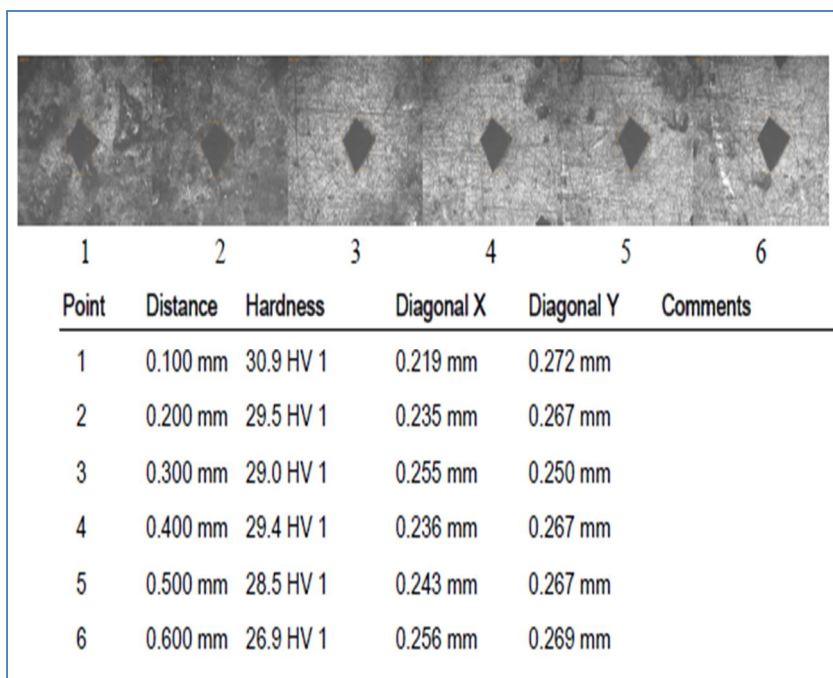 1 2 3 4 5 6
Point Distance Hardness Diagonal X Diagonal Y Comments
1 0.100 mm 30.9 HV 1 0.219 mm 0.272 mm
2 0.200 mm 29.5 HV 1 0.235 mm 0.267 mm
3 0.300 mm 29.0 HV 1 0.255 mm 0.250 mm
4 0.400 mm 29.4 HV 1 0.236 mm 0.267 mm
5 0.500 mm 28.5 HV 1 0.243 mm 0.267 mm
6 0.600 mm 26.9 HV 1 0.256 mm 0.269 mm